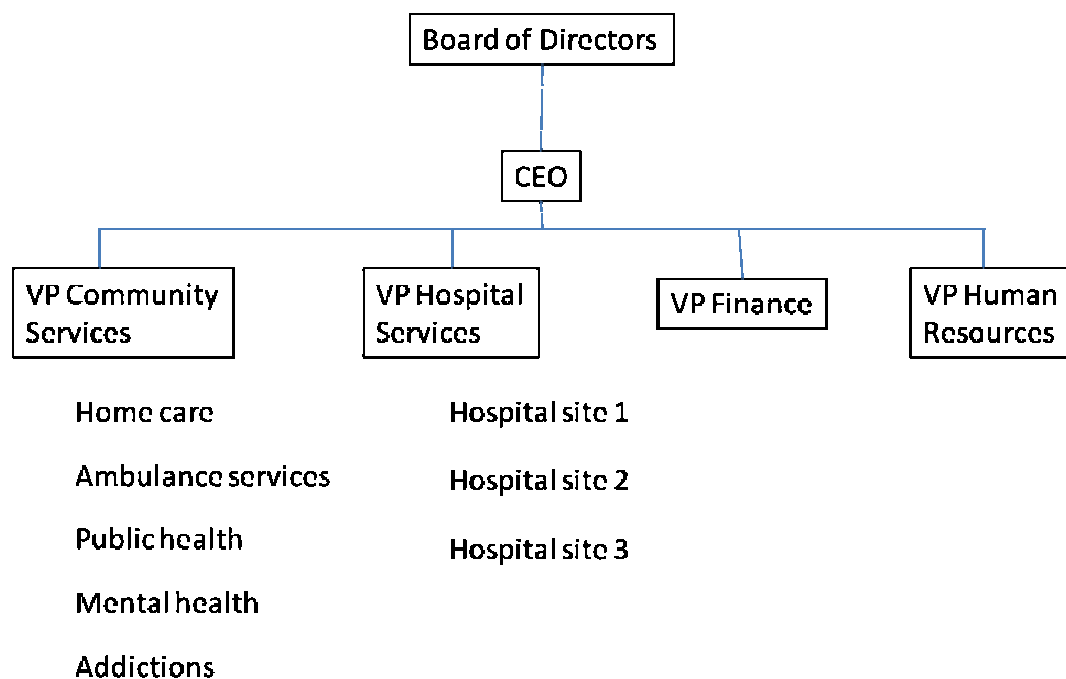 Board of Directors
CEO
VP Community
Services
VP Hospital
Services
VP Finance
VP Human
Resources
Home care
Ambulance services
Public health
Mental health
Addictions
Hospital site 1
Hospital site 2
Hospital site 3